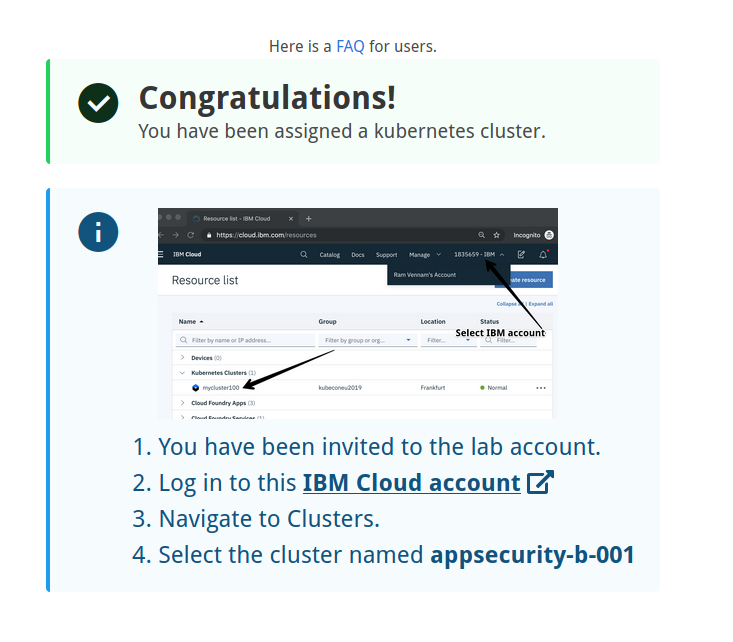 Here is a FAQ for users.
Congratulations!
You have been assigned a kubernetes cluster.
Resource list - IBM Cloud × +
https://cloud.ibm.com/resources Incognito
IBM Cloud Catalog Docs Support Manage 1835659 - IBM
Resource list Ram Vennam's Account ate resource
Collapse all | Expand all
Name Group Location Status
Select IBM account
Filter by name or IP address... Filter by group or org... Filter... Filter...
Devices (0)
Kubernetes Clusters (1)
mycluster100 kubeconeu2019 Frankfurt Normal
Cloud Foundry Apps (3)
Cloud Foundry Services (1)
1. You have been invited to the lab account.
2. Log in to this IBM Cloud account
3. Navigate to Clusters.
4. Select the cluster named appsecurity-b-001